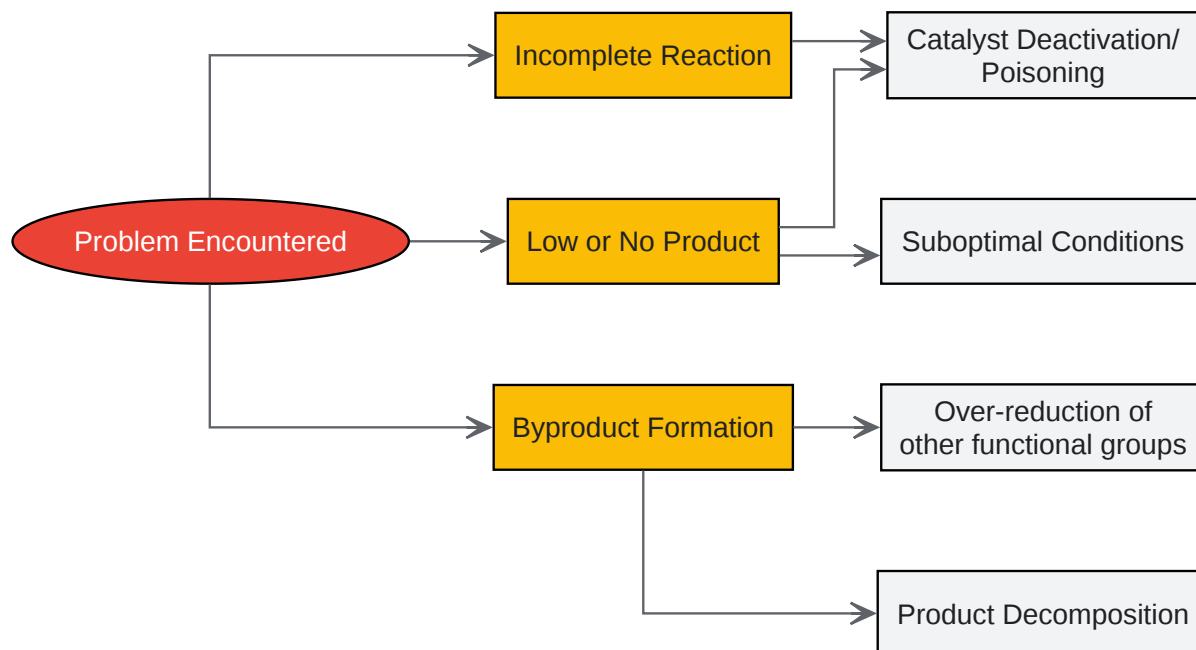 Incomplete Reaction
Catalyst Deactivation/
Poisoning
Problem Encountered
Low or No Product
Suboptimal Conditions
Byproduct Formation
Over-reduction of
other functional groups
Product Decomposition